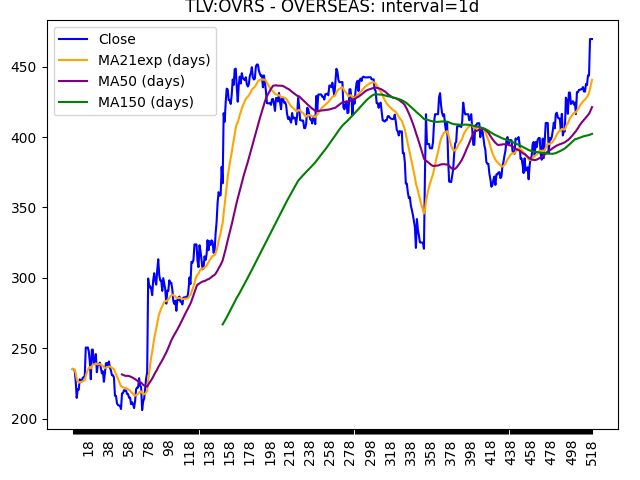 TLV:OVRS - OVERSEAS: interval=1d
Close
MA21exp (days)
MA50 (days)
MA150 (days)
450
400
350
300
250
200
18 38 58 78 98 118 138 158 178 198 218 238 258 278 298 318 338 358 378 398 418 438 458 478 498 518